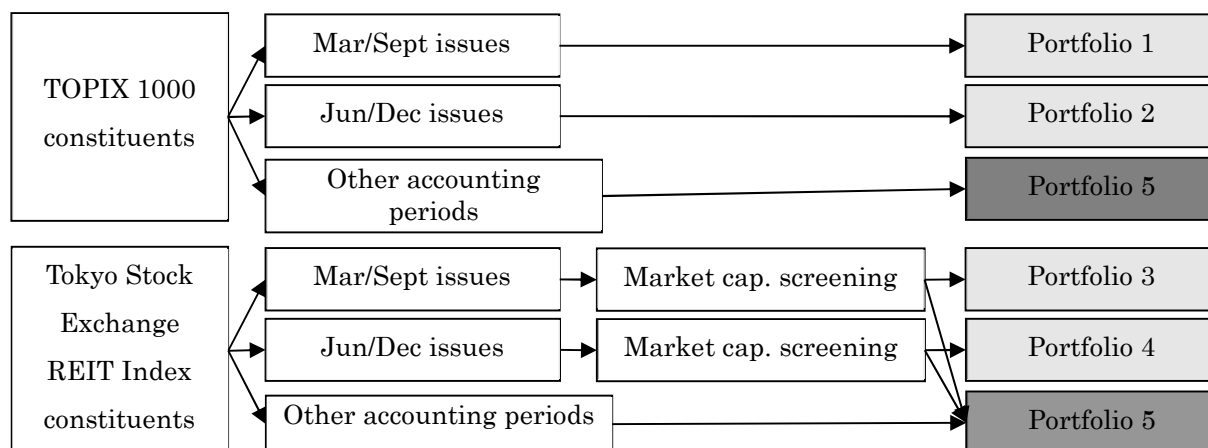 TOPIX 1000
constituents
Mar/Sept issues
Portfolio 1
Jun/Dec issues
Portfolio 2
Other accounting
periods
Portfolio 5
Tokyo Stock
Exchange
REIT Index
constituents
Mar/Sept issues
Market cap. screening
Portfolio 3
Jun/Dec issues
Market cap. screening
Portfolio 4
Other accounting periods
Portfolio 5